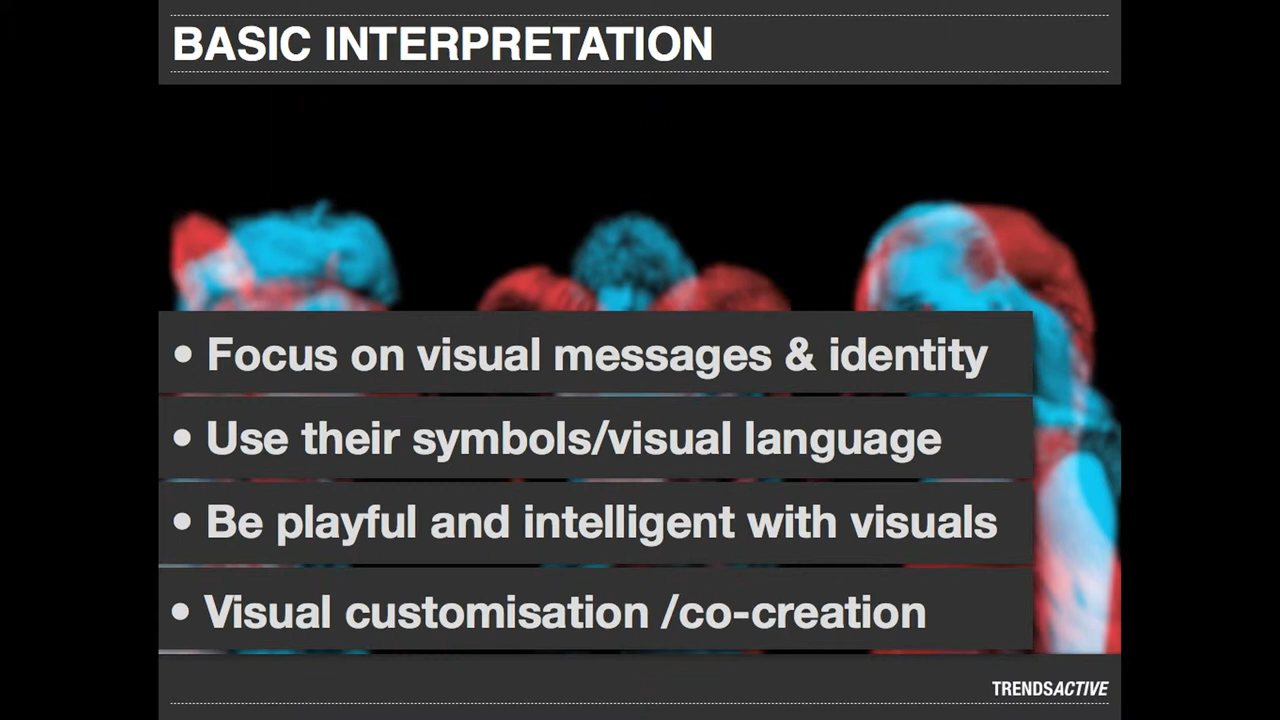 BASIC INTERPRETATION
• Focus on visual messages & identity
• Use their symbols/visual language
• Be playful and intelligent with visuals
• Visual customisation /co-creation
TRENDSACTIVE